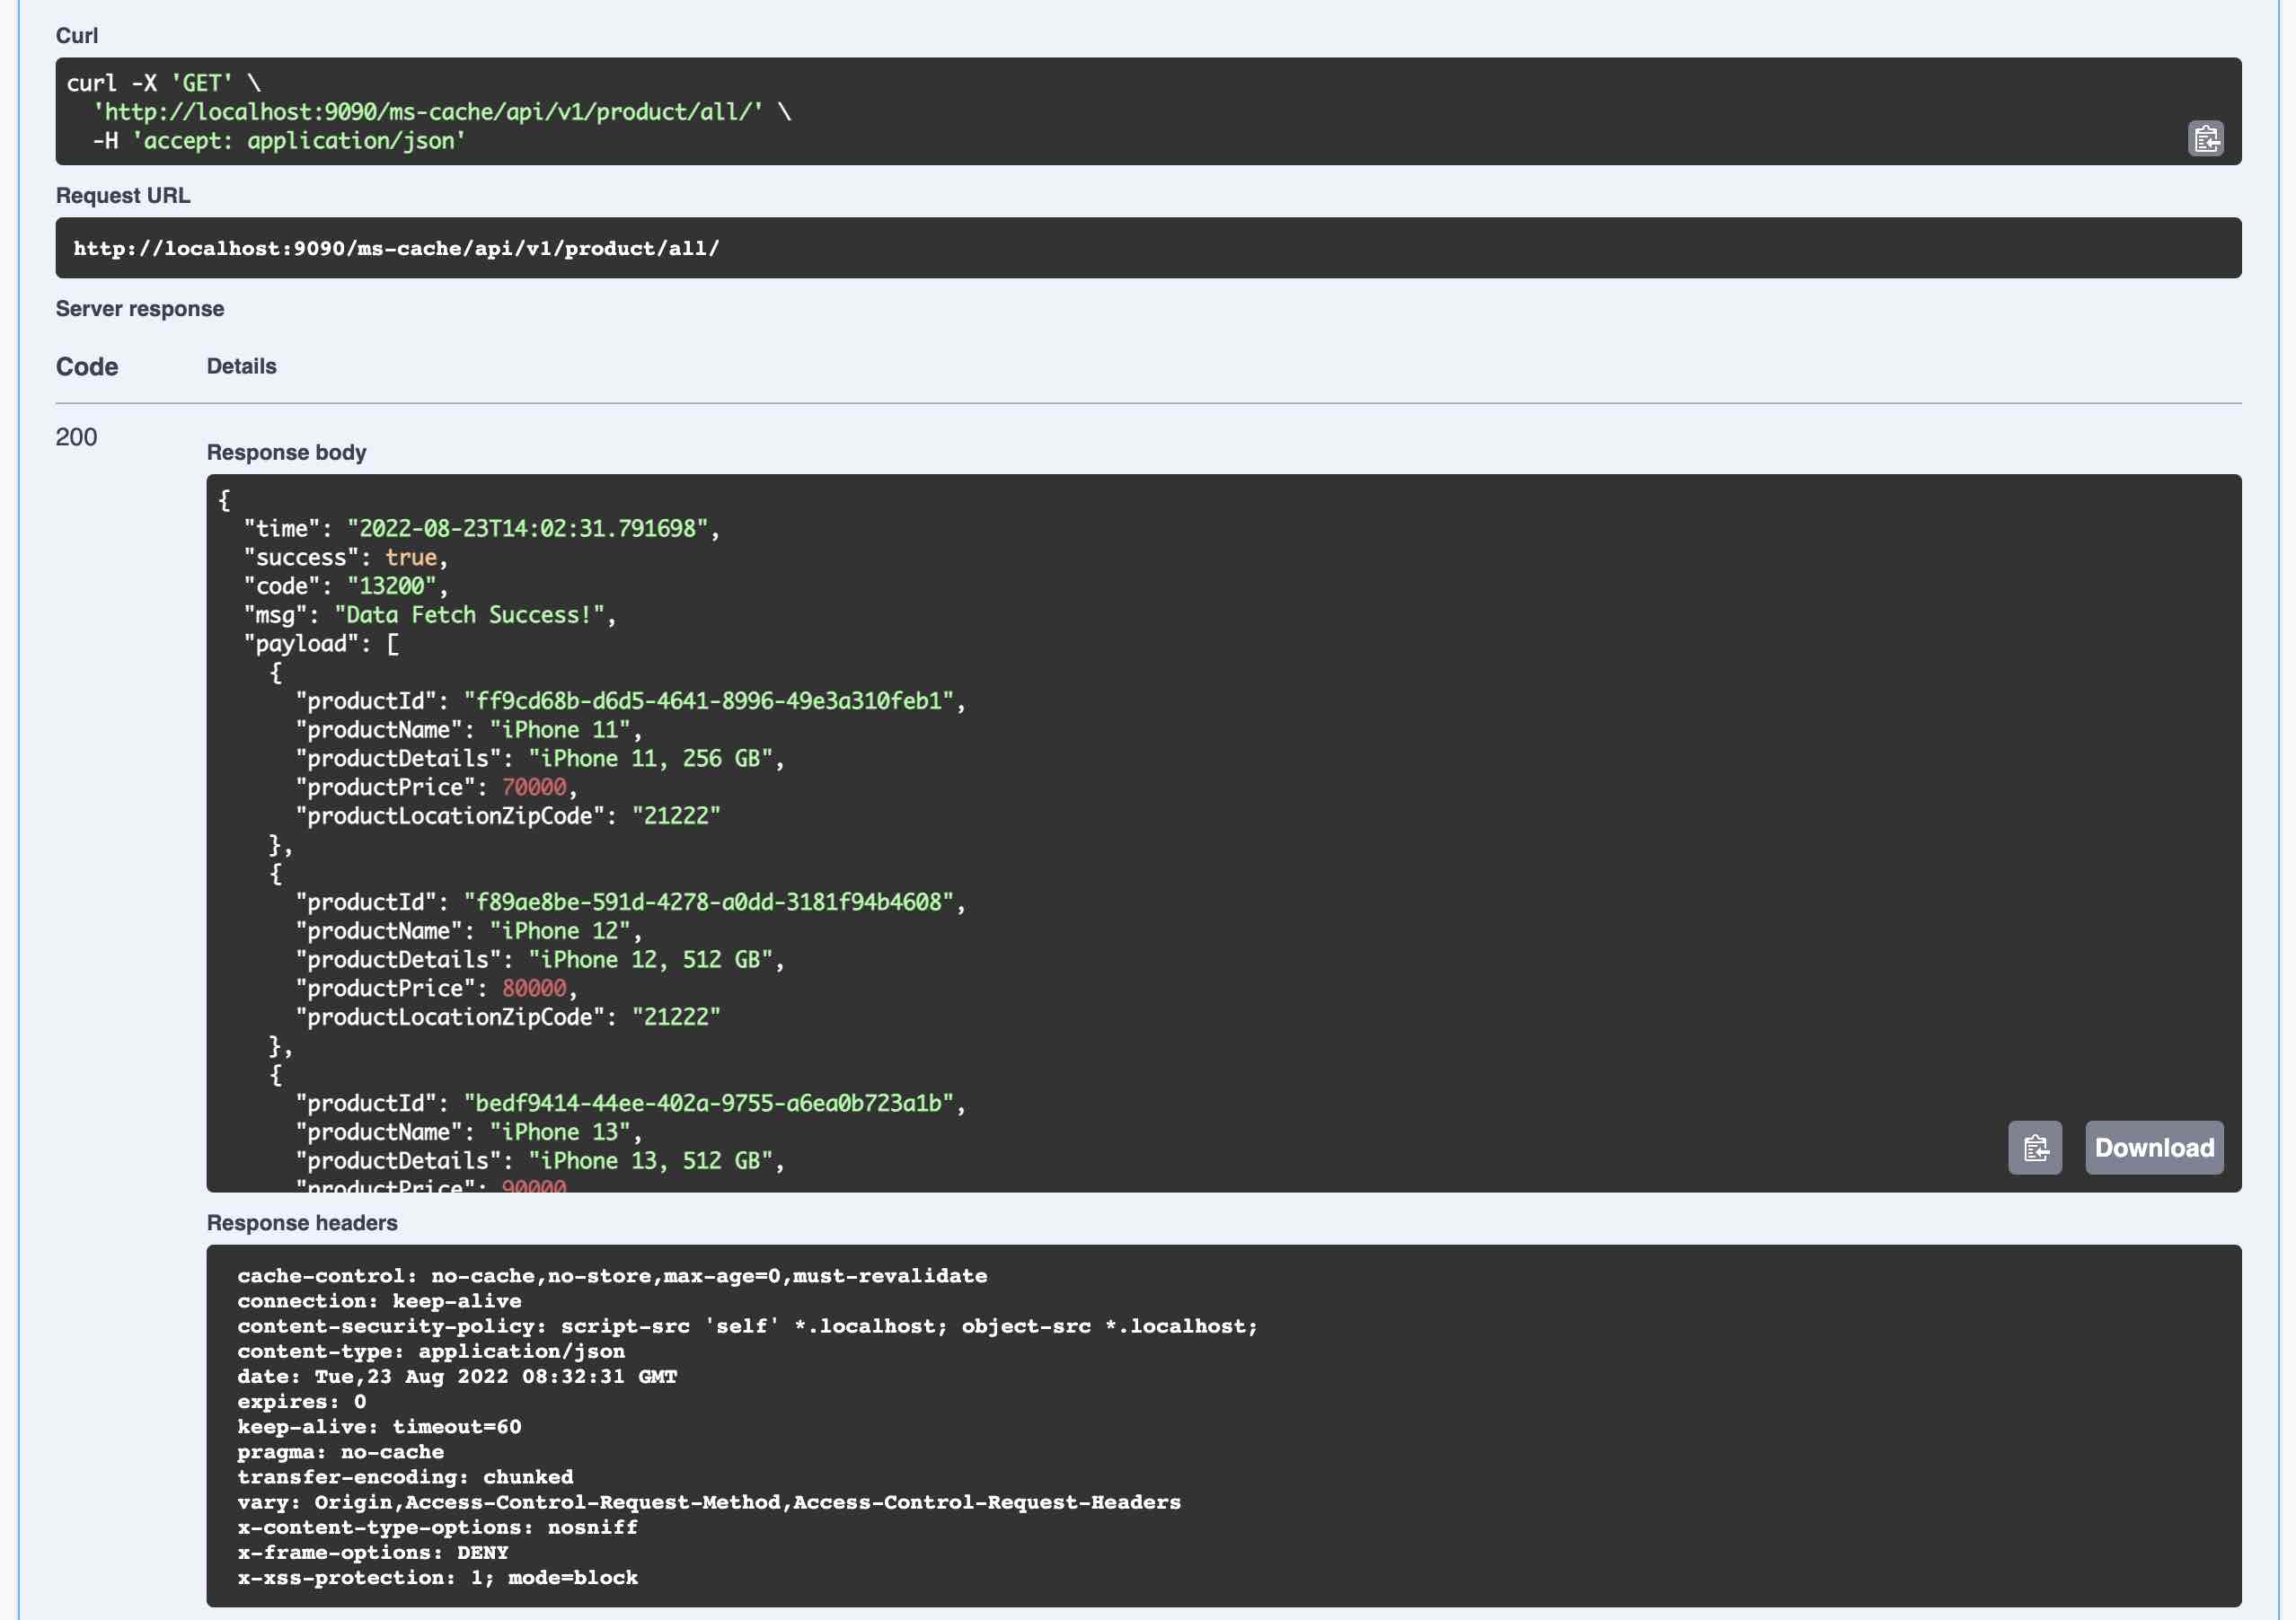 Curl
curl -X 'GET' \
  'http://localhost:9090/ms-cache/api/v1/product/all/' \
  -H 'accept: application/json'
Request URL
http://localhost:9090/ms-cache/api/v1/product/all/
Server response
Code Details
200
Response body
{
  "time": "2022-08-23T14:02:31.791698",
  "success": true,
  "code": "13200",
  "msg": "Data Fetch Success!",
  "payload": [
    {
      "productId": "ff9cd68b-d6d5-4641-8996-49e3a310feb1",
      "productName": "iPhone 11",
      "productDetails": "iPhone 11, 256 GB",
      "productPrice": 70000,
      "productLocationZipCode": "21222"
    },
    {
      "productId": "f89ae8be-591d-4278-a0dd-3181f94b4608",
      "productName": "iPhone 12",
      "productDetails": "iPhone 12, 512 GB",
      "productPrice": 80000,
      "productLocationZipCode": "21222"
    },
    {
      "productId": "bedf9414-44ee-402a-9755-a6ea0b723a1b",
      "productName": "iPhone 13",
      "productDetails": "iPhone 13, 512 GB",
      "productPrice": 90000
Download
Response headers
cache-control: no-cache,no-store,max-age=0,must-revalidate
connection: keep-alive
content-security-policy: script-src 'self' *.localhost; object-src *.localhost;
content-type: application/json
date: Tue,23 Aug 2022 08:32:31 GMT
expires: 0
keep-alive: timeout=60
pragma: no-cache
transfer-encoding: chunked
vary: Origin,Access-Control-Request-Method,Access-Control-Request-Headers
x-content-type-options: nosniff
x-frame-options: DENY
x-xss-protection: 1; mode=block